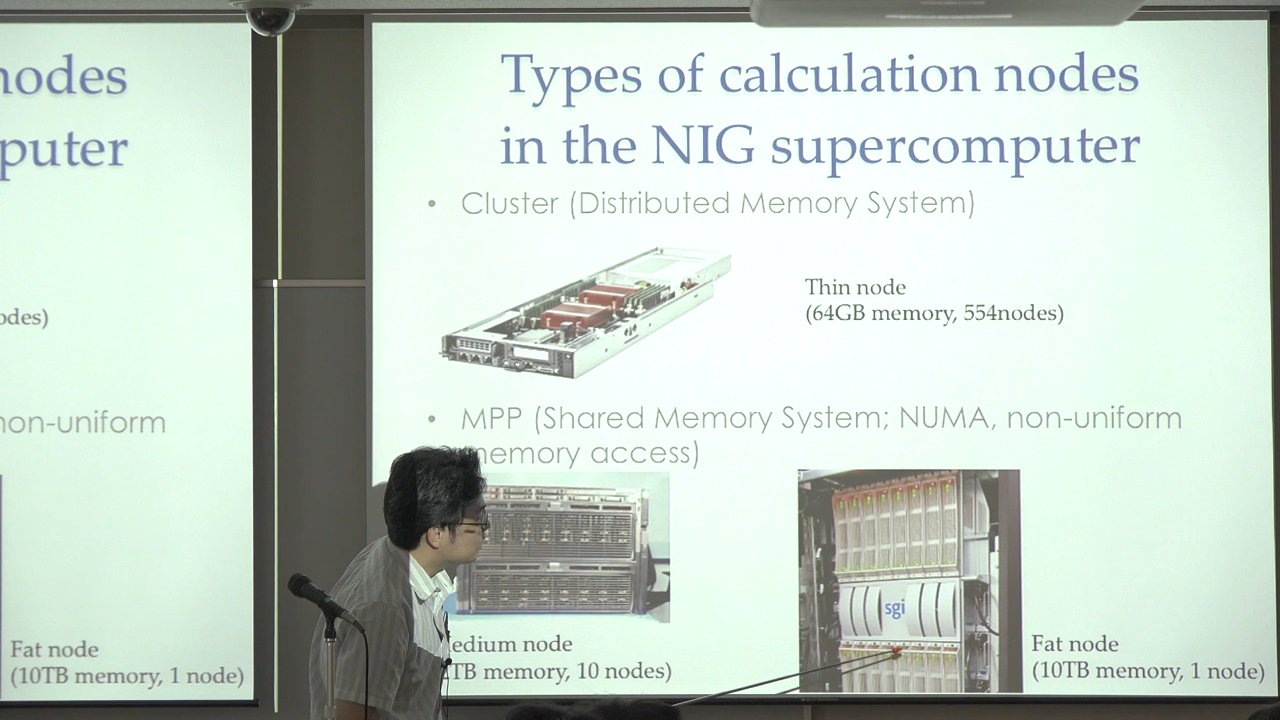 nodes
puter
odes)
non-uniform
Fat node
(10TB memory, 1 node)
Types of calculation nodes
in the NIG supercomputer
• Cluster (Distributed Memory System)
Thin node
(64GB memory, 554nodes)
• MPP (Shared Memory System; NUMA, non-uniform
memory access)
sgi
edium node
TB memory, 10 nodes)
Fat node
(10TB memory, 1 node)